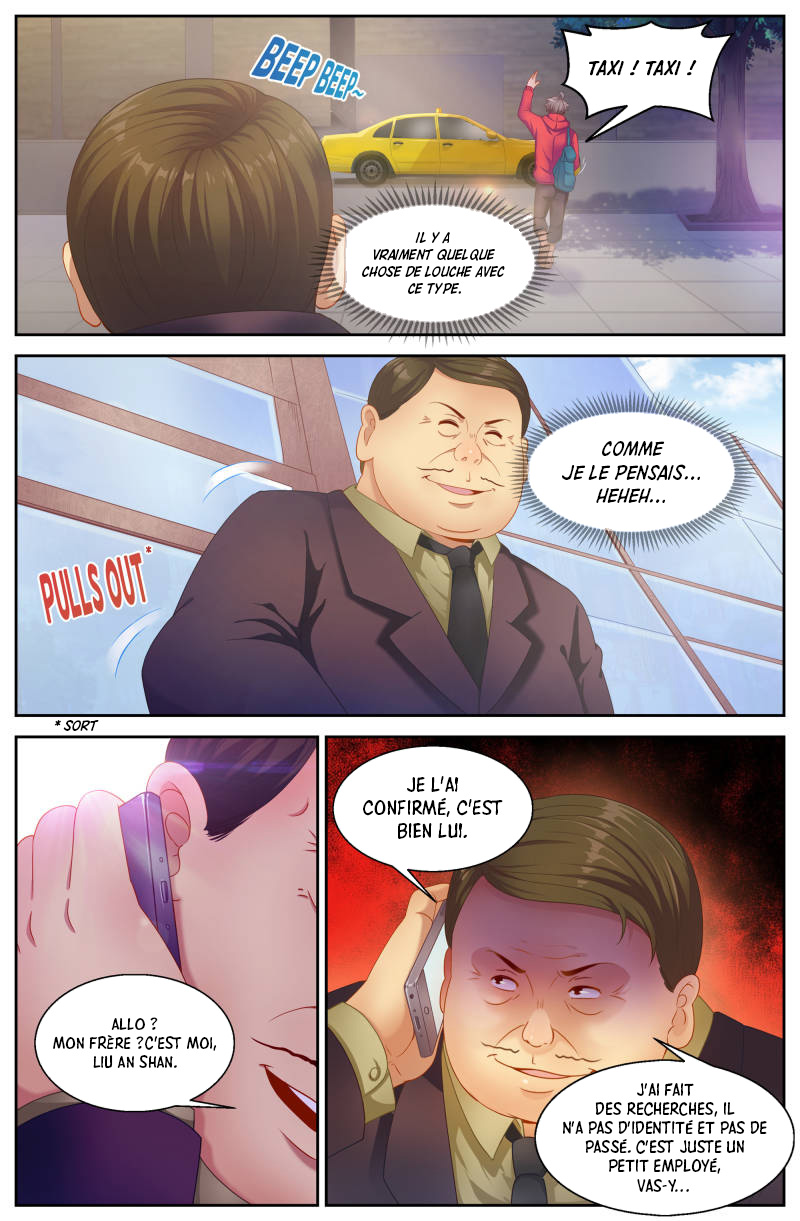 BEEP BEEP~
TAXI ! TAXI !
IL Y A
VRAIMENT QUELQUE
CHOSE DE LOUCHE AVEC
CE TYPE.
COMME
JE LE PENSAIS...
HEHEH...
PULLS OUT*
* SORT
JE L'AI
CONFIRMÉ, C'EST
BIEN LUI.
ALLO ?
MON FRÈRE ?C'EST MOI,
LIU AN SHAN.
J'AI FAIT
DES RECHERCHES, IL
N'A PAS D'IDENTITÉ ET PAS DE
PASSÉ. C'EST JUSTE UN
PETIT EMPLOYÉ,
VAS-Y...